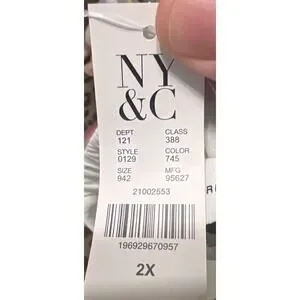 NY
&C
DEPT CLASS
121 388
STYLE COLOR
0129 745
SIZE MFG
942 95627
21002553
196929670957
2X